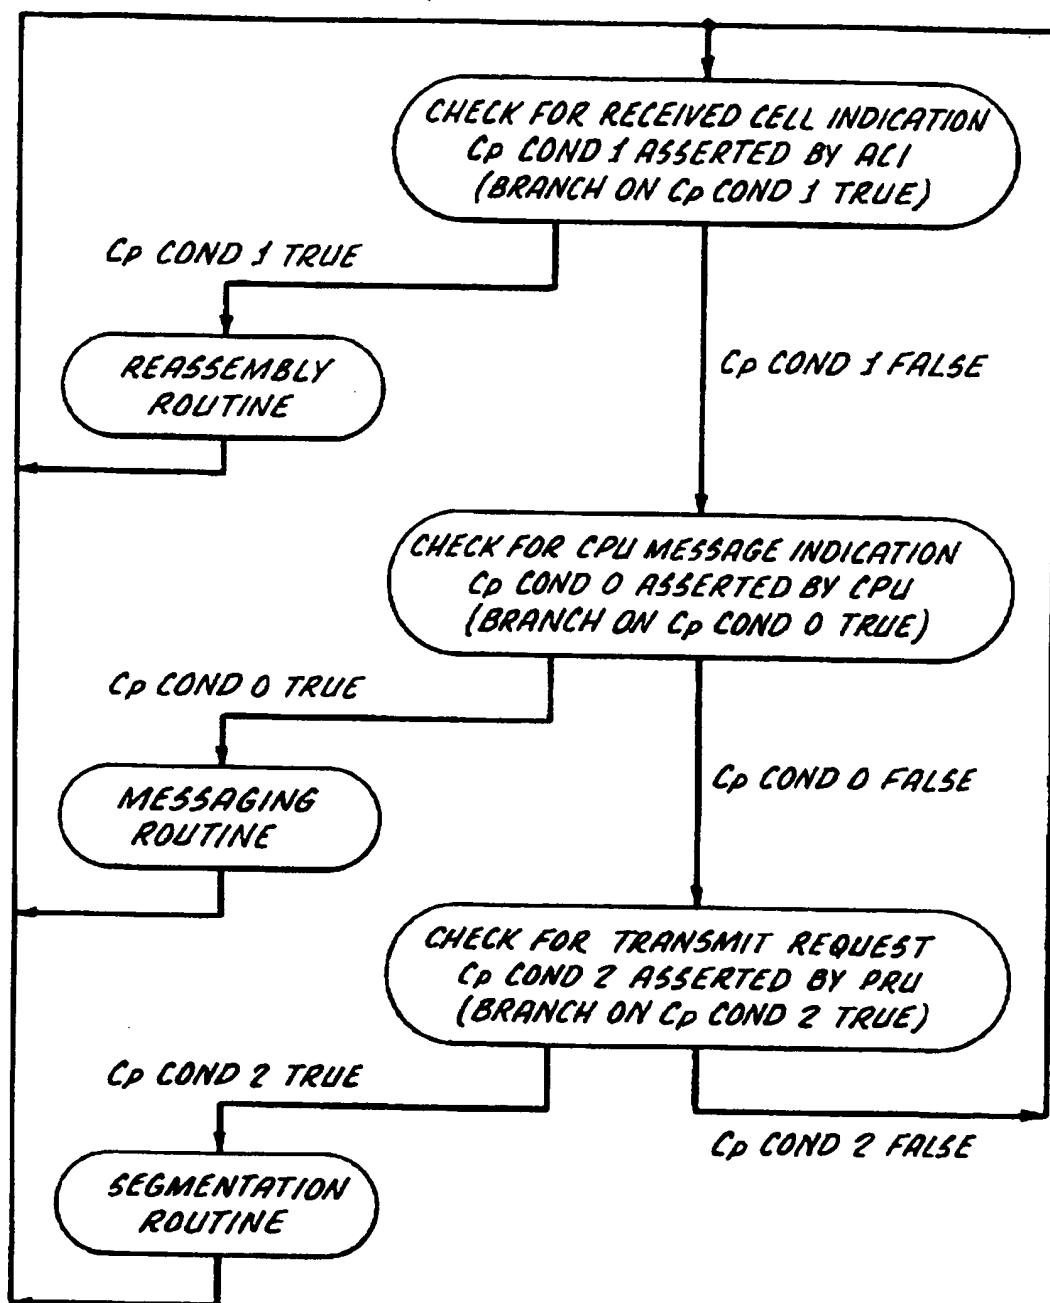 CHECK FOR RECEIVED CELL INDICATION
Cp COND 1 ASSERTED BY ACI
(BRANCH ON Cp COND 1 TRUE)
Cp COND 1 TRUE
REASSEMBLY
ROUTINE
Cp COND 1 FALSE
CHECK FOR CPU MESSAGE INDICATION
Cp COND 0 ASSERTED BY CPU
(BRANCH ON Cp COND 0 TRUE)
Cp COND 0 TRUE
MESSAGING
ROUTINE
Cp COND 0 FALSE
CHECK FOR TRANSMIT REQUEST
Cp COND 2 ASSERTED BY PRU
(BRANCH ON Cp COND 2 TRUE)
Cp COND 2 TRUE
Cp COND 2 FALSE
SEGMENTATION
ROUTINE